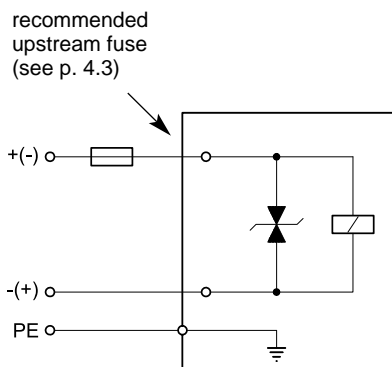 recommended
upstream fuse
(see p. 4.3)
+(-)
-(+)
PE